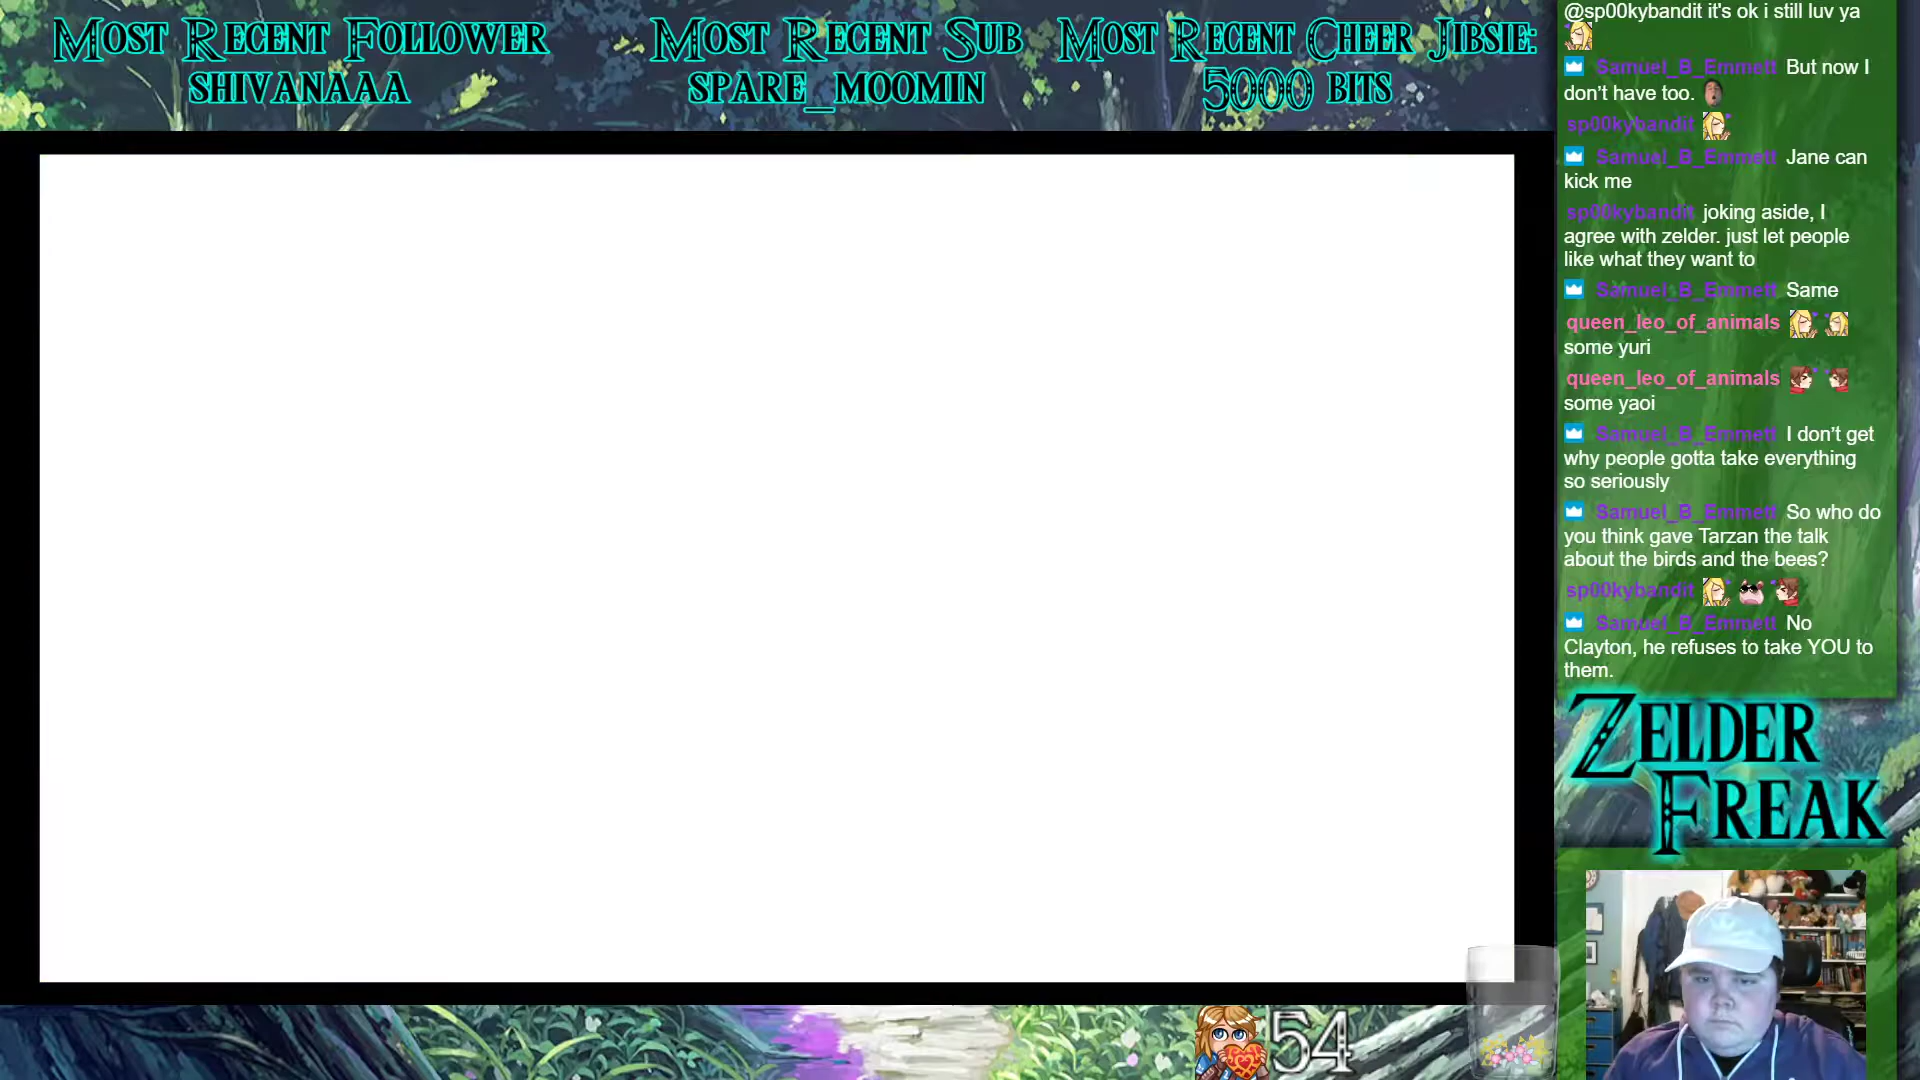 Most Recent Follower
shivanaaa
Most Recent Sub
spare_moomin
Most Recent Cheer Jibsie:
5000 bits
@sp00kybandit it's ok i still luv ya
Samuel_B_Emmett But now I
don't have too.
sp00kybandit
Samuel_B_Emmett Jane can
kick me
sp00kybandit joking aside, I
agree with zelder. just let people
like what they want to
Samuel_B_Emmett Same
queen_leo_of_animals
some yuri
queen_leo_of_animals
some yaoi
Samuel_B_Emmett I don't get
why people gotta take everything
so seriously
Samuel_B_Emmett So who do
you think gave Tarzan the talk
about the birds and the bees?
sp00kybandit
Samuel_B_Emmett No
Clayton, he refuses to take YOU to
them.
Zelder
Freak
54